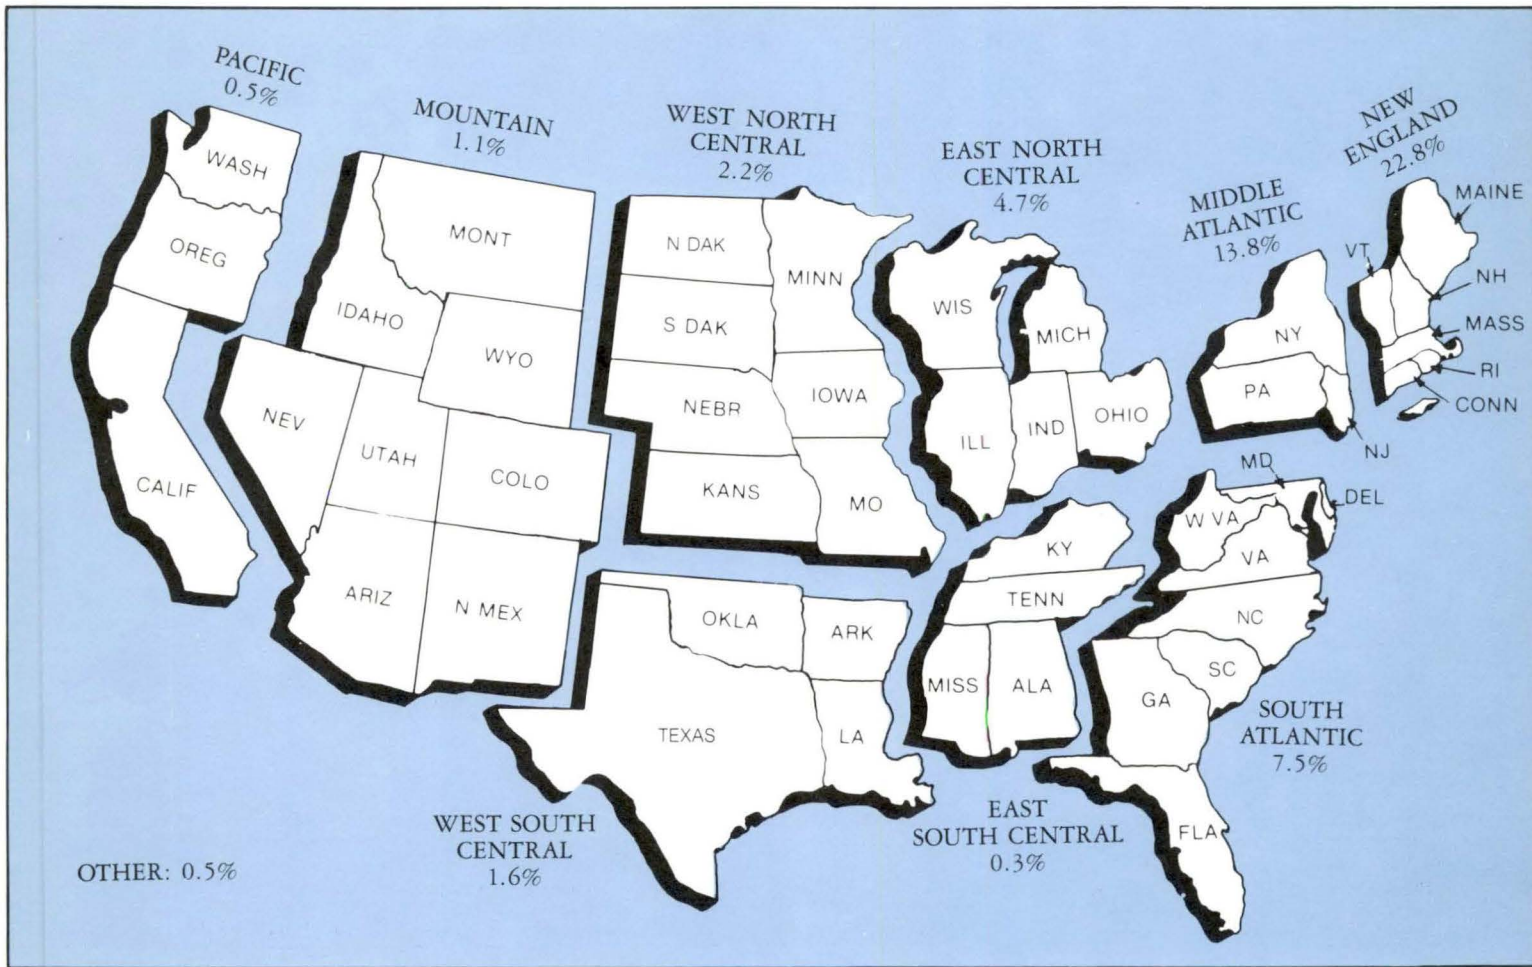 PACIFIC
0.5%
MOUNTAIN
1.1%
WEST NORTH
CENTRAL
2.2%
EAST NORTH
CENTRAL
4.7%
MIDDLE
ATLANTIC
13.8%
NEW
ENGLAND
22.8%
WASH
OREG
CALIF
MONT
IDAHO
WYO
NEV
UTAH
COLO
ARIZ
N MEX
N DAK
MINN
S DAK
NEBR
IOWA
KANS
MO
WIS
MICH
ILL
IND
OHIO
NY
PA
NJ
VT
MAINE
NH
MASS
RI
CONN
MD
DEL
W VA
VA
NC
SC
GA
FLA
KY
TENN
MISS
ALA
OKLA
ARK
TEXAS
LA
SOUTH
ATLANTIC
7.5%
EAST
SOUTH CENTRAL
0.3%
WEST SOUTH
CENTRAL
1.6%
OTHER: 0.5%